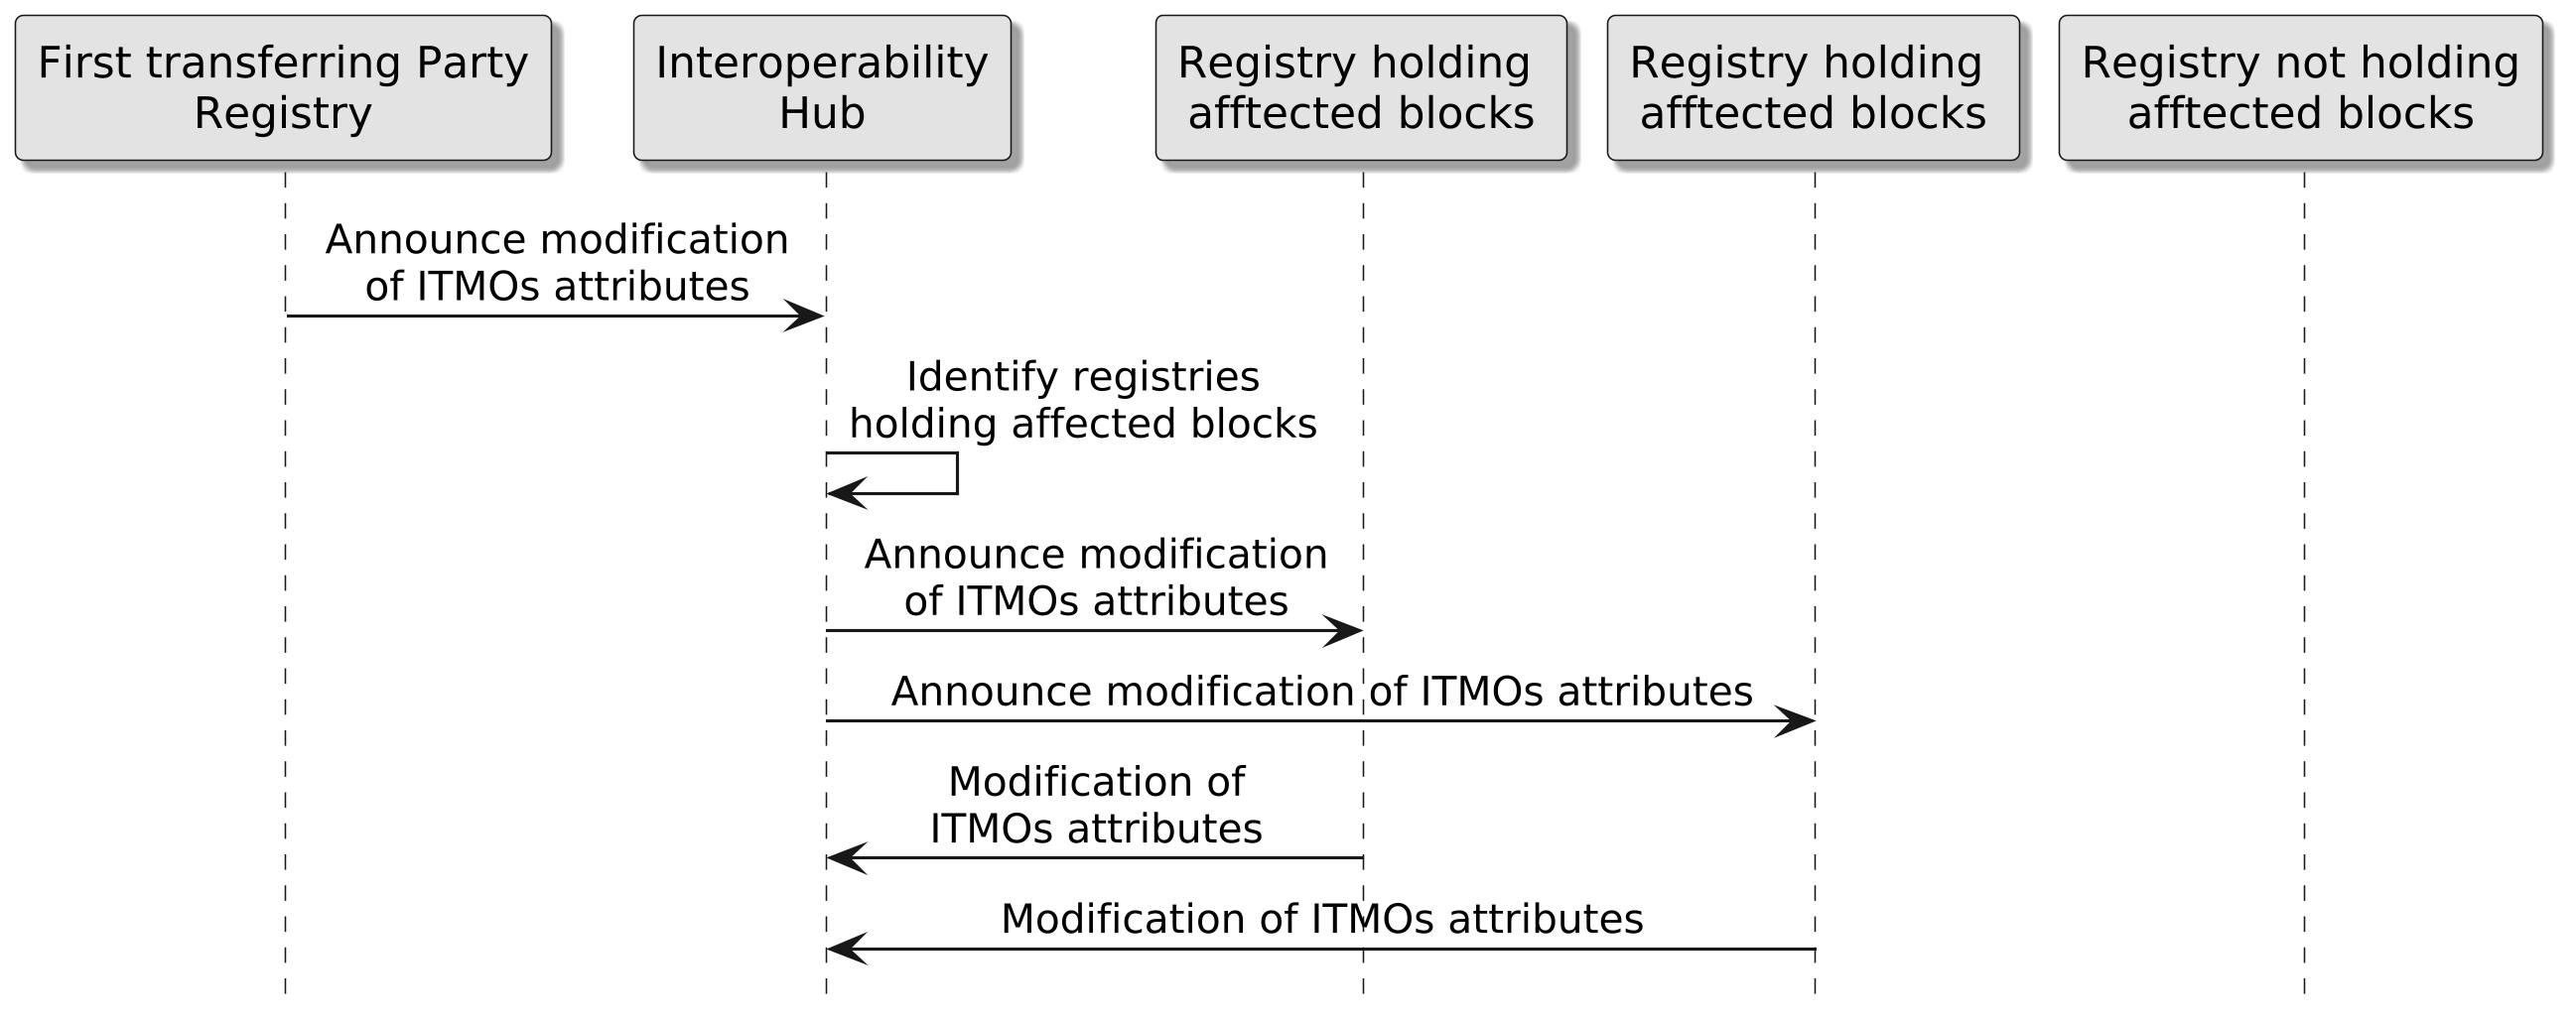 First transferring Party
Registry
Interoperability
Hub
Registry holding
afftected blocks
Registry holding
afftected blocks
Registry not holding
afftected blocks
Announce modification
of ITMOs attributes
Identify registries
holding affected blocks
Announce modification
of ITMOs attributes
Announce modification of ITMOs attributes
Modification of
ITMOs attributes
Modification of ITMOs attributes